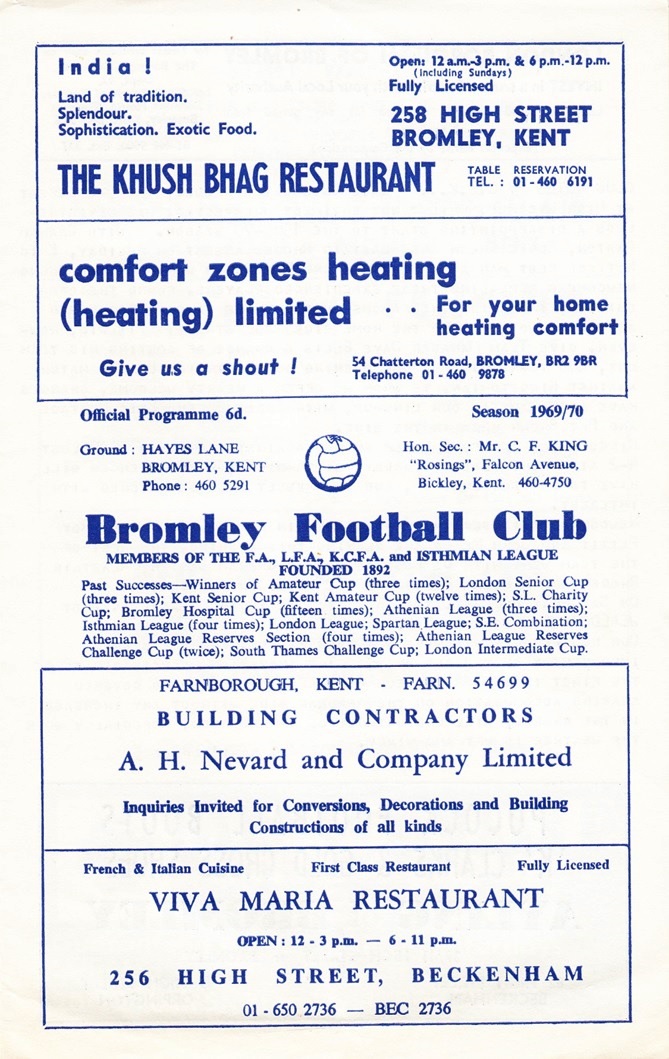 India !
Open: 12 a.m.-3 p.m. & 6 p.m.-12 p.m.
(Including Sundays)
Fully Licensed
Land of tradition.
Splendour.
Sophistication. Exotic Food.
258 HIGH STREET
BROMLEY, KENT
THE KHUSH BHAG RESTAURANT
TABLE RESERVATION
TEL. : 01-460 6191
comfort zones heating
(heating) limited . . For your home
heating comfort
Give us a shout !
54 Chatterton Road, BROMLEY, BR2 9BR
Telephone 01-460 9878
Official Programme 6d. Season 1969/70
Ground : HAYES LANE
BROMLEY, KENT
Phone : 460 5291
Hon. Sec. : Mr. C. F. KING
"Rosings", Falcon Avenue,
Bickley, Kent. 460-4750
Bromley Football Club
MEMBERS OF THE F.A., L.F.A., K.C.F.A. and ISTHMIAN LEAGUE
FOUNDED 1892
Past Successes—Winners of Amateur Cup (three times); London Senior Cup
(three times); Kent Senior Cup; Kent Amateur Cup (twelve times); S.L. Charity
Cup; Bromley Hospital Cup (fifteen times); Athenian League (three times);
Isthmian League (four times); London League; Spartan League; S.E. Combination;
Athenian League Reserves Section (four times); Athenian League Reserves
Challenge Cup (twice); South Thames Challenge Cup; London Intermediate Cup.
FARNBOROUGH, KENT - FARN. 54699
BUILDING CONTRACTORS
A. H. Nevard and Company Limited
Inquiries Invited for Conversions, Decorations and Building
Constructions of all kinds
French & Italian Cuisine First Class Restaurant Fully Licensed
VIVA MARIA RESTAURANT
OPEN : 12 - 3 p.m. — 6 - 11 p.m.
256 HIGH STREET, BECKENHAM
01 - 650 2736 — BEC 2736